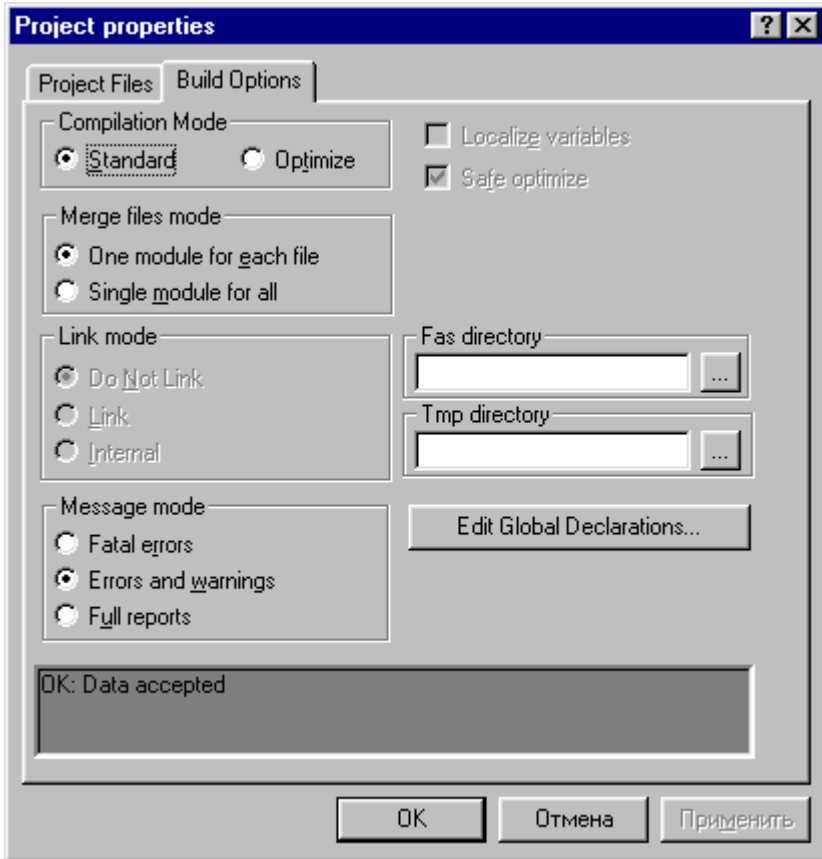 Project properties
Project Files
Build Options
Compilation Mode
Standard
Optimize
Localize variables
Safe optimize
Merge files mode
One module for each file
Single module for all
Link mode
Do Not Link
Link
Internal
Fas directory
...
Tmp directory
...
Message mode
Fatal errors
Errors and warnings
Full reports
Edit Global Declarations...
OK: Data accepted
OK
Отмена
Применить